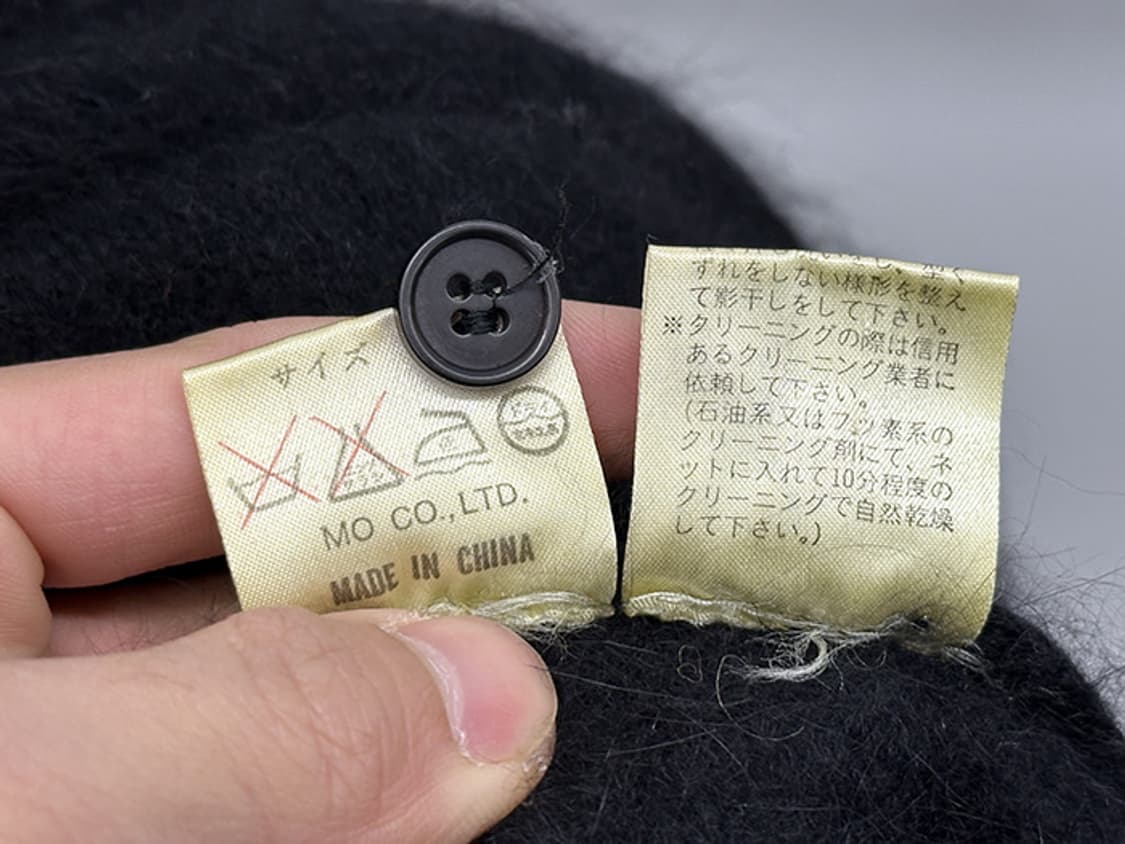 サイズ
MO CO.,LTD.
MADE IN CHINA
ずれをしない様形を整え
て影干しをして下さい。
※クリーニングの際は信用
あるクリーニング業者に
依頼して下さい。
(石油系又はフッ素系の
クリーニング剤にて、ネ
ットに入れて10分程度の
クリーニングで自然乾燥
して下さい。)